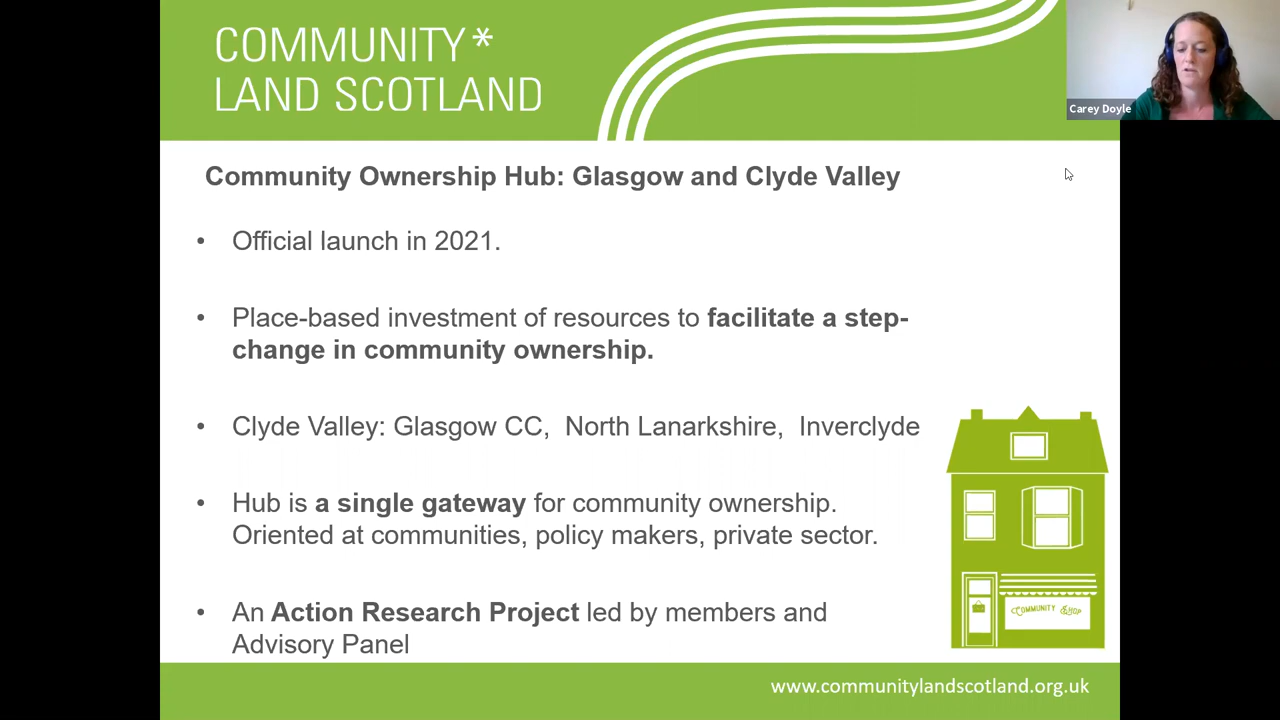 COMMUNITY*
LAND SCOTLAND
Carey Doyle
Community Ownership Hub: Glasgow and Clyde Valley
• Official launch in 2021.
• Place-based investment of resources to facilitate a step-
change in community ownership.
• Clyde Valley: Glasgow CC, North Lanarkshire, Inverclyde
• Hub is a single gateway for community ownership.
Oriented at communities, policy makers, private sector.
COMMUNITY SHOP
• An Action Research Project led by members and
Advisory Panel
www.communitylandscotland.org.uk